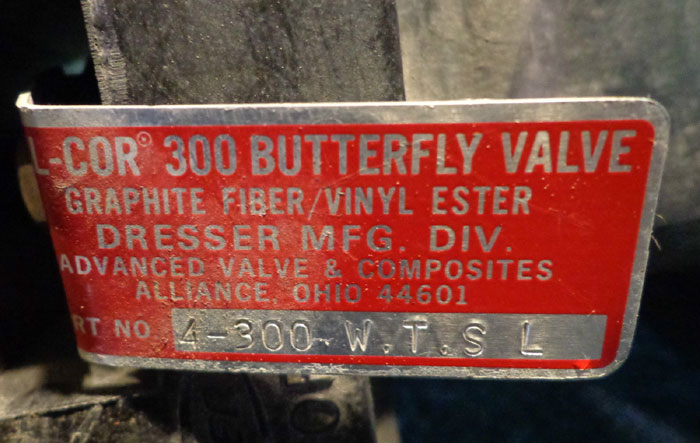 L-COR® 300 BUTTERFLY VALVE
GRAPHITE FIBER/VINYL ESTER
DRESSER MFG. DIV.
ADVANCED VALVE & COMPOSITES
ALLIANCE, OHIO 44601
RT NO. 4-300-W.T.S L